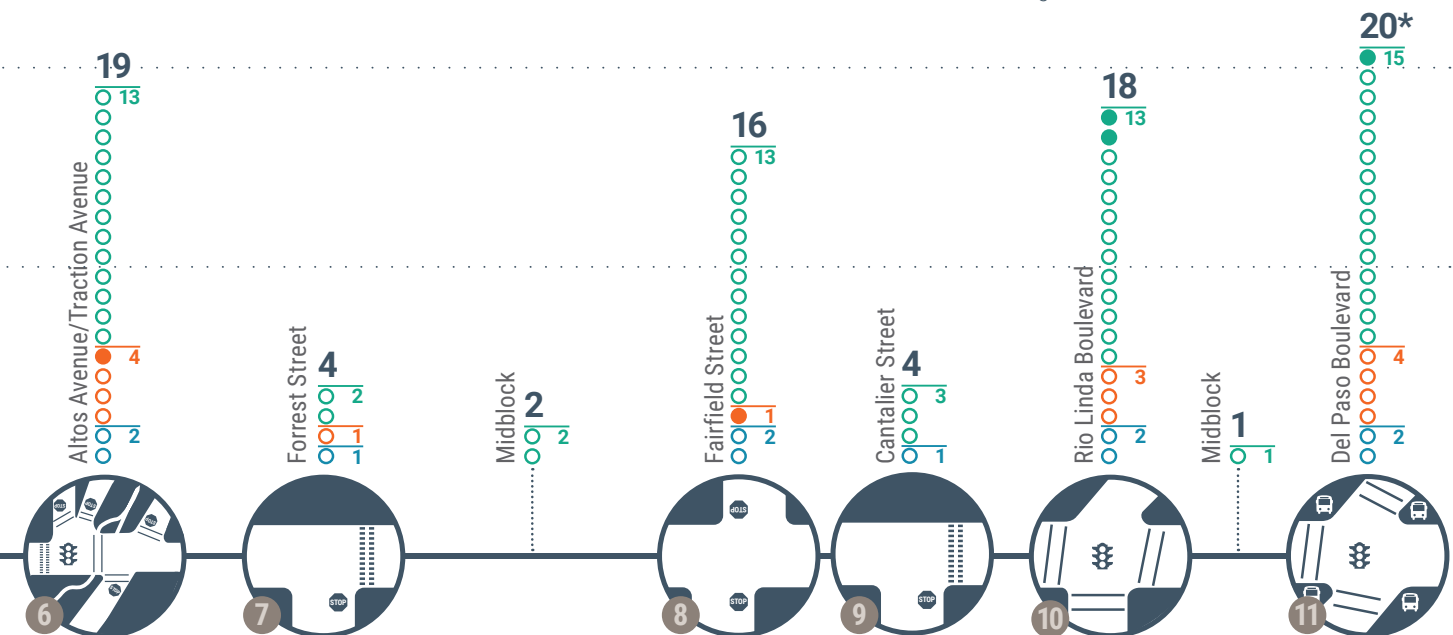 19
13
4
2
Altos Avenue/Traction Avenue
STOP
STOP
STOP
STOP
6
4
2
1
1
Forrest Street
STOP
7
2
2
Midblock
16
13
1
2
Fairfield Street
STOP
STOP
8
4
3
1
Cantalier Street
STOP
9
18
13
3
2
Rio Linda Boulevard
10
1
1
Midblock
20*
15
4
2
Del Paso Boulevard
11